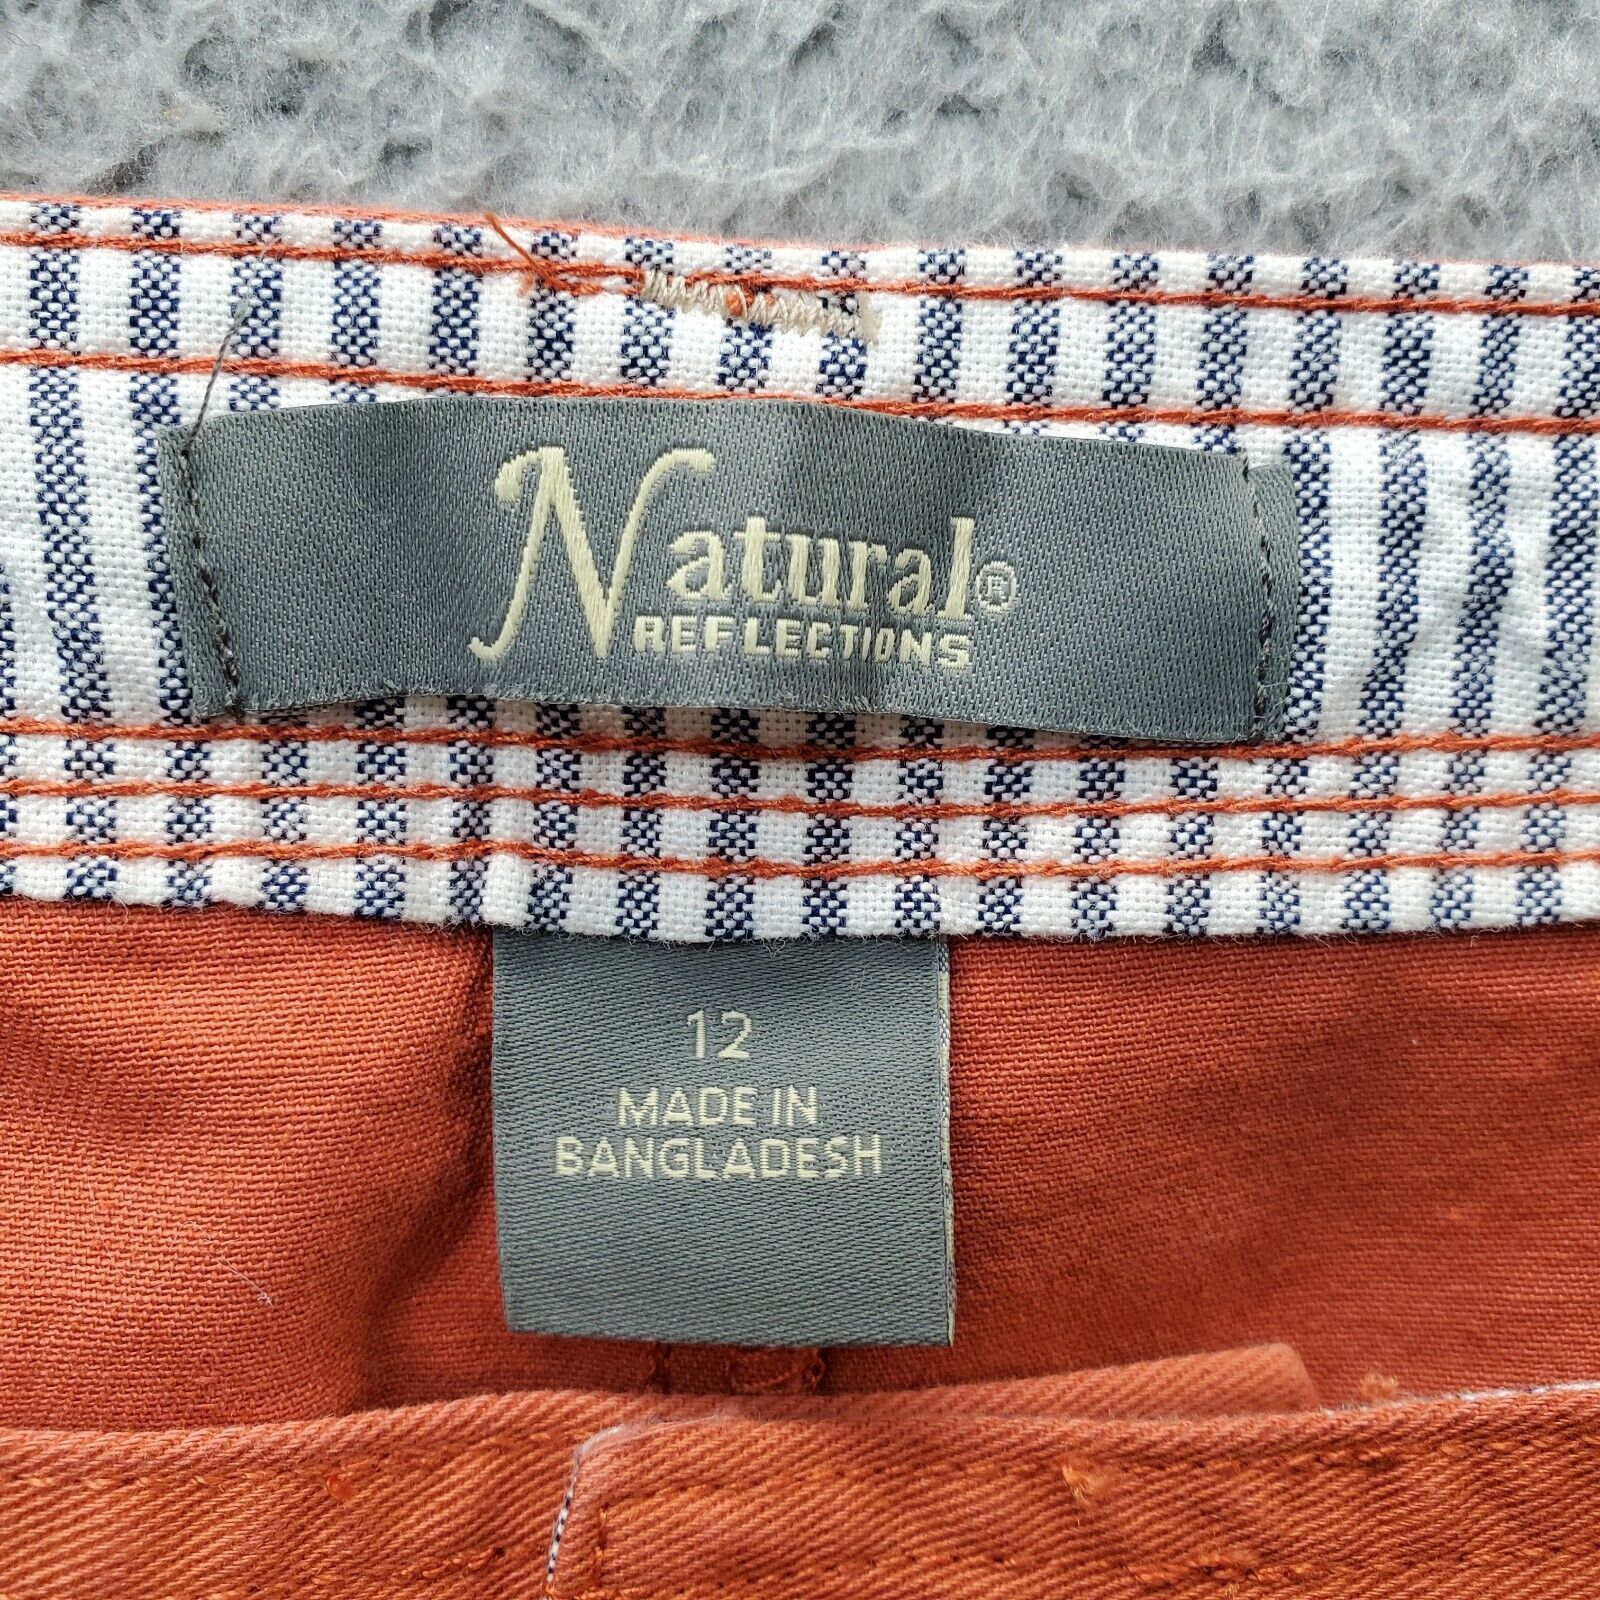 Natural®
REFLECTIONS
12
MADE IN
BANGLADESH